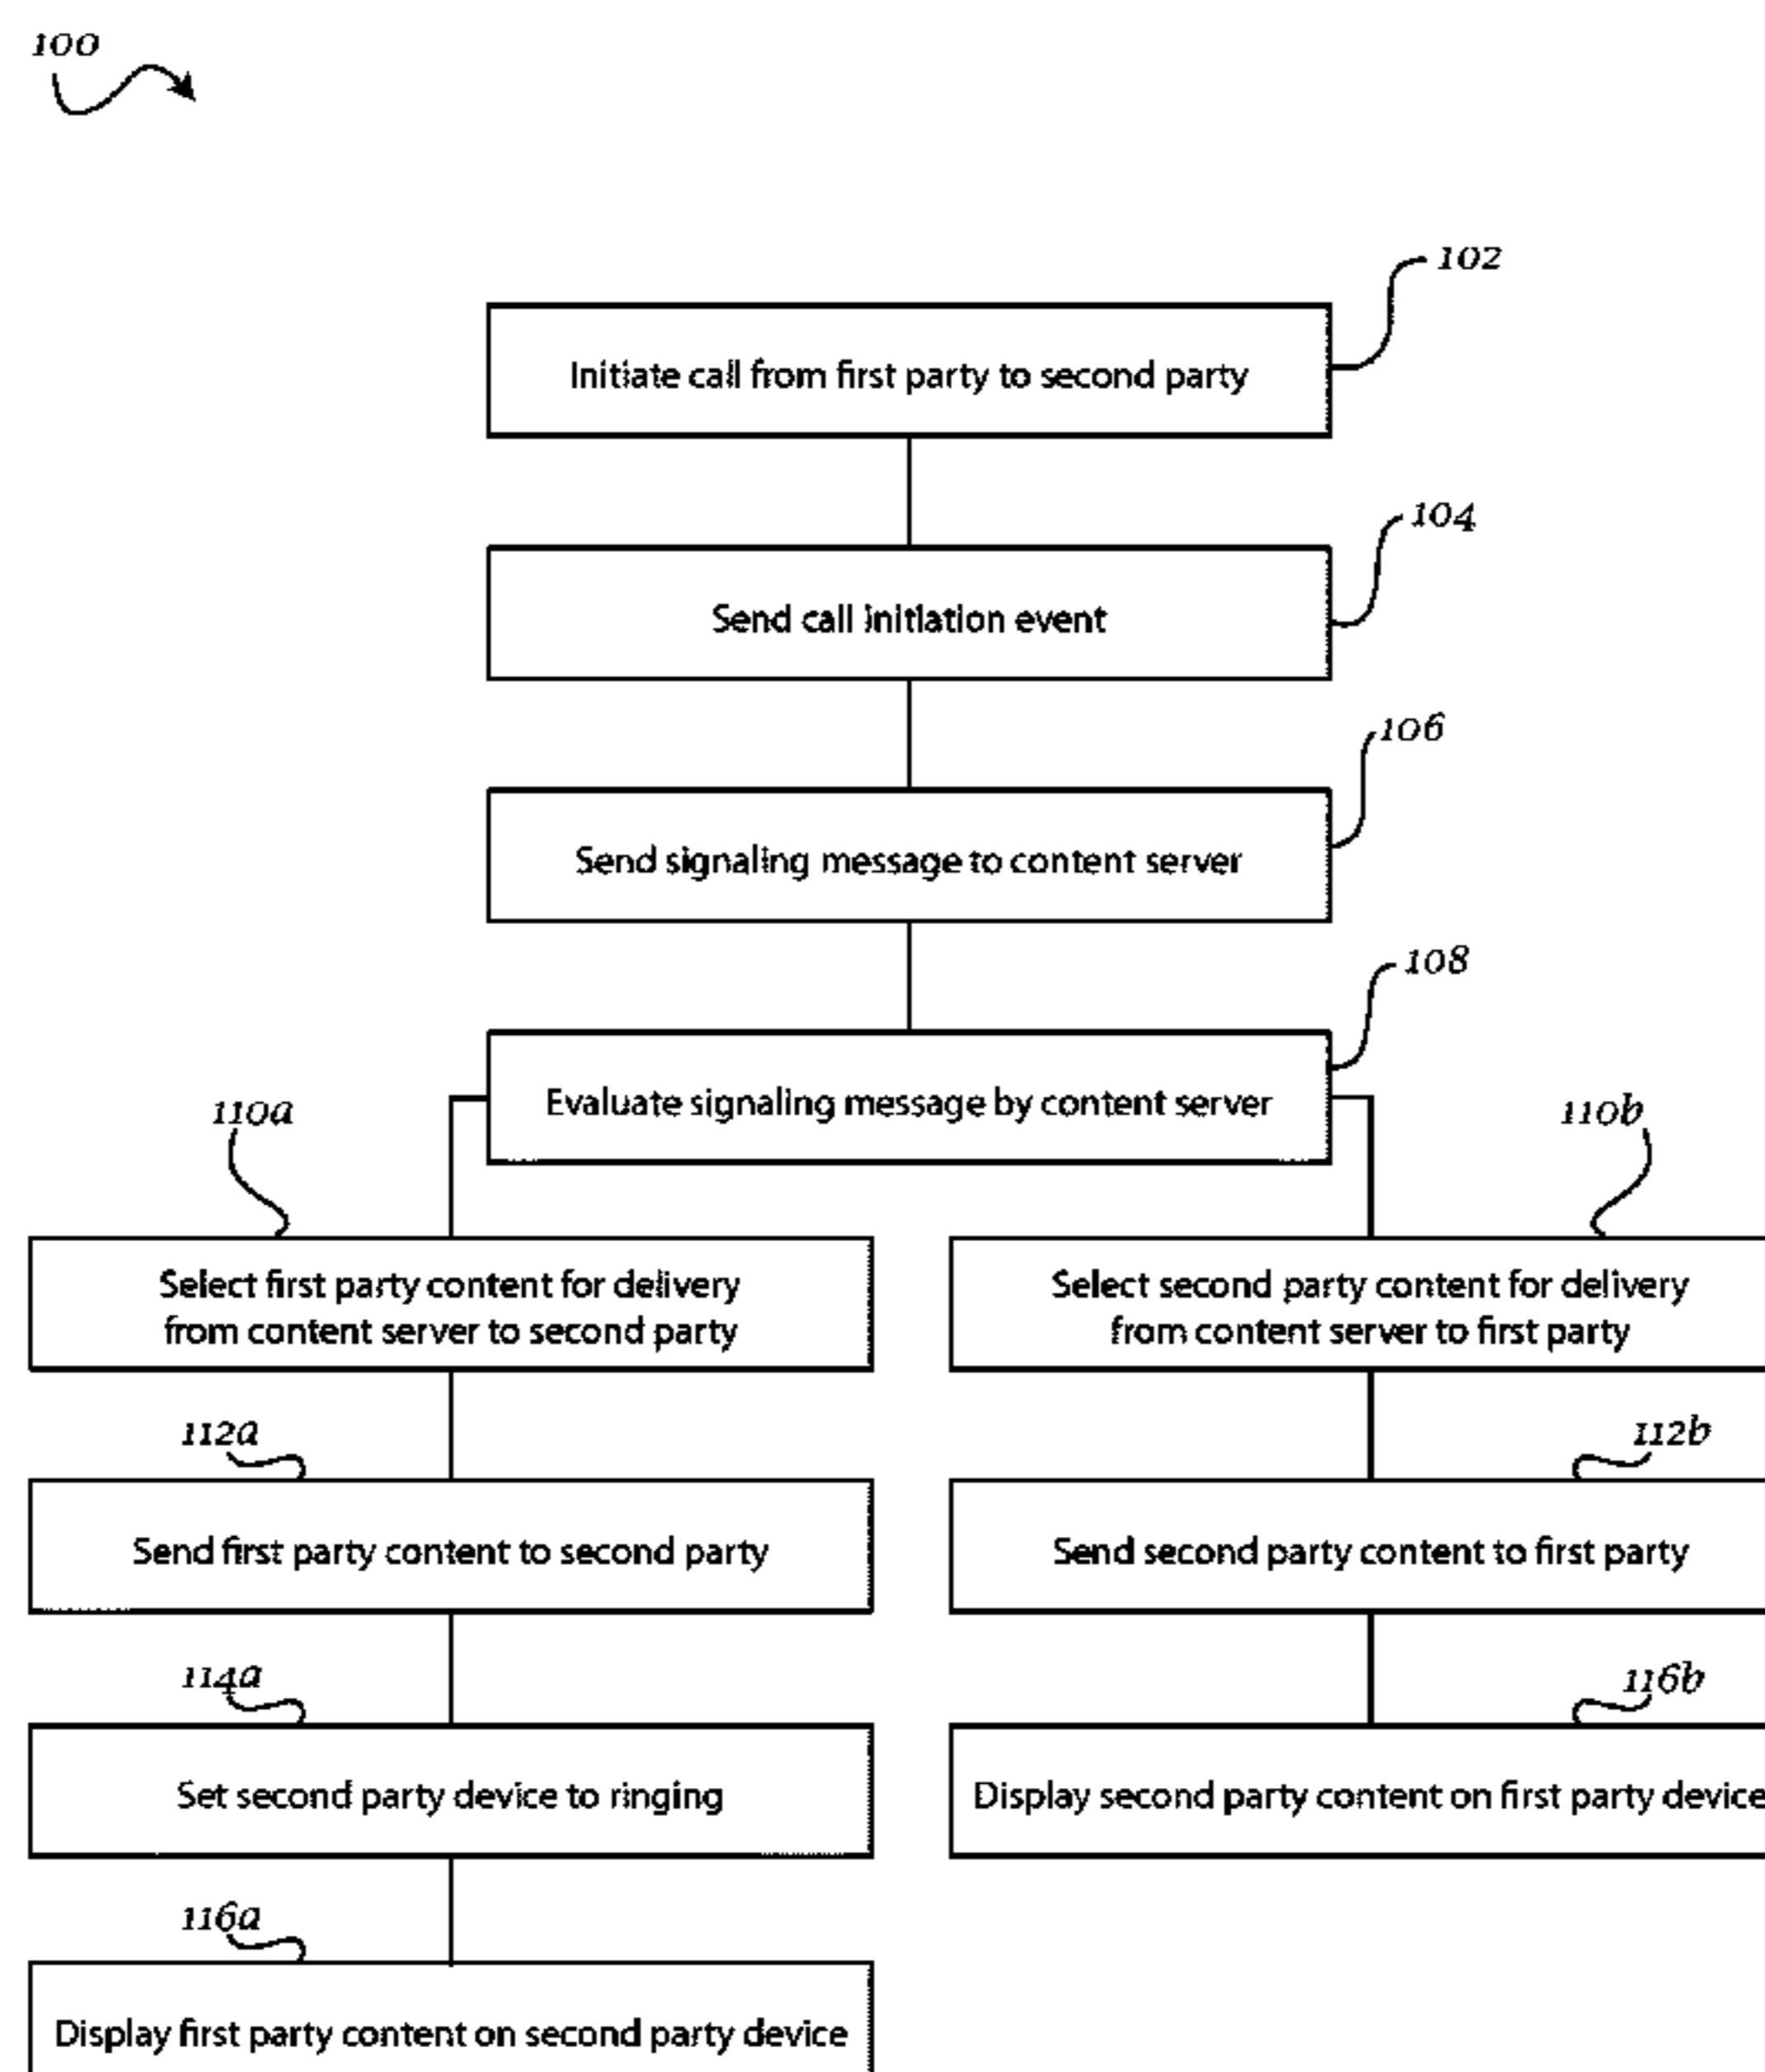 100
102
Initiate call from first party to second party
104
Send call initiation event
106
Send signaling message to content server
108
Evaluate signaling message by content server
110a
110b
Select first party content for delivery
from content server to second party
Select second party content for delivery
from content server to first party
112a
112b
Send first party content to second party
Send second party content to first party
114a
116b
Set second party device to ringing
Display second party content on first party device
116a
Display first party content on second party device